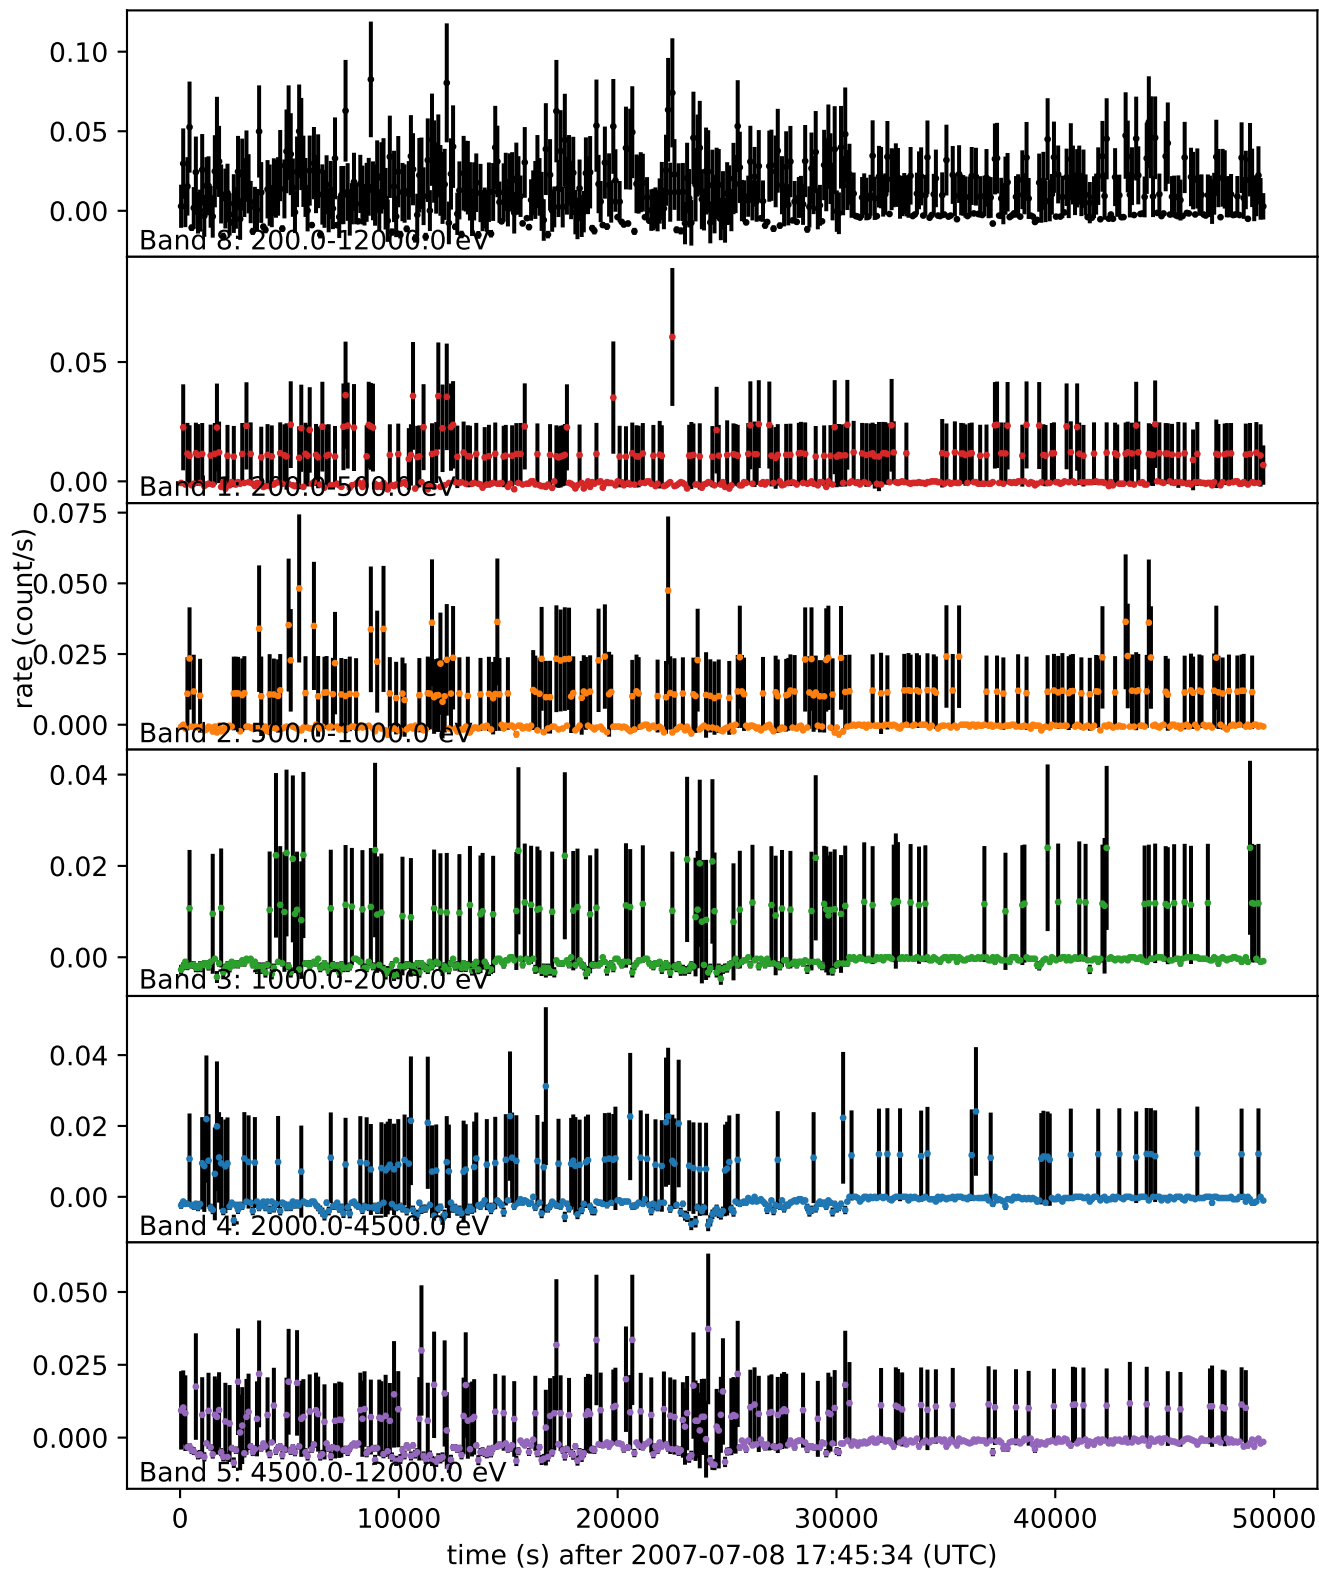 0.10
0.05
0.00
Band 8: 200.0-12000.0 eV
0.05
0.00
Band 1: 200.0-500.0 eV
rate (count/s)
0.075
0.050
0.025
0.000
Band 2: 500.0-1000.0 eV
0.04
0.02
0.00
Band 3: 1000.0-2000.0 eV
0.04
0.02
0.00
Band 4: 2000.0-4500.0 eV
0.050
0.025
0.000
Band 5: 4500.0-12000.0 eV
0 10000 20000 30000 40000 50000
time (s) after 2007-07-08 17:45:34 (UTC)